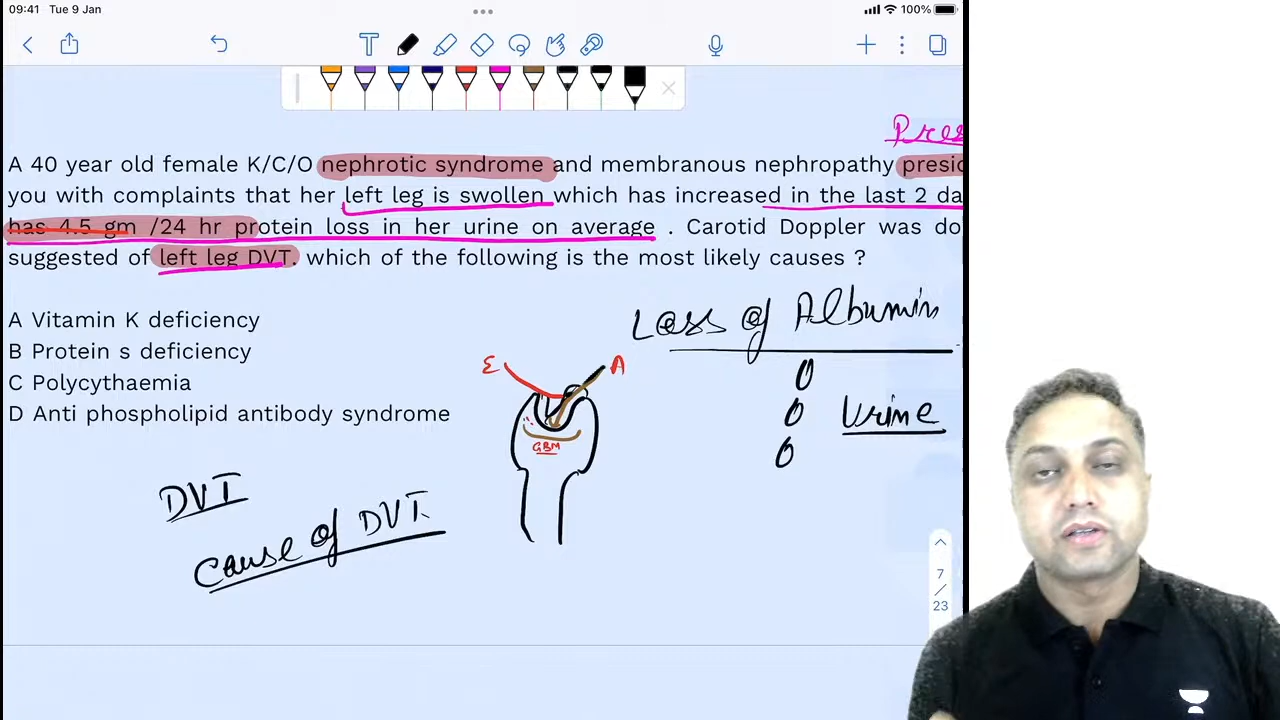 09:41 Tue 9 Jan
100%
T
Pres
A 40 year old female K/C/O nephrotic syndrome and membranous nephropathy presid
you with complaints that her left leg is swollen which has increased in the last 2 da
has 4.5 gm /24 hr protein loss in her urine on average . Carotid Doppler was do
suggested of left leg DVT. which of the following is the most likely causes ?
A Vitamin K deficiency
B Protein s deficiency
C Polycythaemia
D Anti phospholipid antibody syndrome
Loss of Albumin
E
A
GBM
Urine
DVT
Cause of DVT
7
/
23